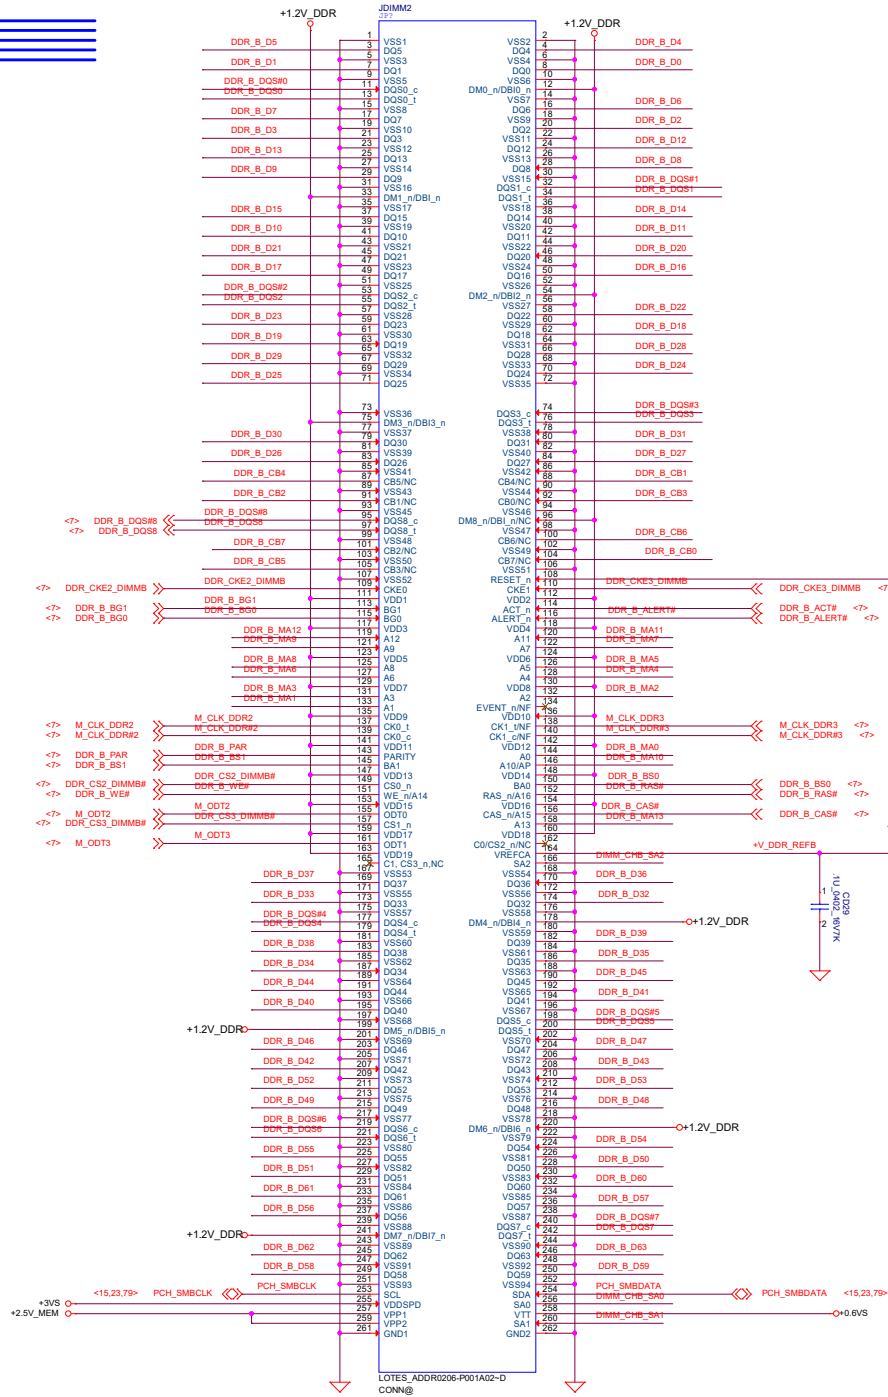 JDIMM2
JP?
+1.2V_DDR
+1.2V_DDR
1 VSS1
DDR_B_D5 3 DQ5
5 VSS3
DDR_B_D1 7 DQ1
9 VSS5
DDR_B_DQS#0 11 DQS0_c
DDR_B_DQS0 13 DQS0_t
15 VSS8
DDR_B_D7 17 DQ7
19 VSS10
DDR_B_D3 21 DQ3
23 VSS12
DDR_B_D13 25 DQ13
27 VSS14
DDR_B_D9 29 DQ9
31 VSS16
33 DM1_n/DBI_n
35 VSS17
DDR_B_D15 37 DQ15
39 VSS19
DDR_B_D10 41 DQ10
43 VSS21
DDR_B_D21 45 DQ21
47 VSS23
DDR_B_D17 49 DQ17
51 VSS25
DDR_B_DQS#2 53 DQS2_c
DDR_B_DQS2 55 DQS2_t
57 VSS28
DDR_B_D23 59 DQ23
61 VSS30
DDR_B_D19 63 DQ19
65 VSS32
DDR_B_D29 67 DQ29
69 VSS34
DDR_B_D25 71 DQ25
73 VSS36
75 DM3_n/DBI3_n
77 VSS37
DDR_B_D30 79 DQ30
81 VSS39
DDR_B_D26 83 DQ26
85 VSS41
DDR_B_CB4 87 CB5/NC
89 VSS43
DDR_B_CB2 91 CB1/NC
93 VSS45
<7> DDR_B_DQS#8 DDR_B_DQS#8 95 DQS8_c
<7> DDR_B_DQS8 DDR_B_DQS8 97 DQS8_t
99 VSS48
DDR_B_CB7 101 CB2/NC
103 VSS50
DDR_B_CB5 105 CB3/NC
107 VSS52
<7> DDR_CKE2_DIMMB DDR_CKE2_DIMMB 109 CKE0
111 VDD1
<7> DDR_B_BG1 DDR_B_BG1 113 BG1
<7> DDR_B_BG0 DDR_B_BG0 115 BG0
117 VDD3
DDR_B_MA12 119 A12
DDR_B_MA9 121 A9
123 VDD5
DDR_B_MA8 125 A8
DDR_B_MA6 127 A6
129 VDD7
DDR_B_MA3 131 A3
DDR_B_MA1 133 A1
135 VDD9
<7> M_CLK_DDR2 M_CLK_DDR2 137 CK0_t
<7> M_CLK_DDR#2 M_CLK_DDR#2 139 CK0_c
141 VDD11
<7> DDR_B_PAR DDR_B_PAR 143 PARITY
<7> DDR_B_BS1 DDR_B_BS1 145 BA1
147 VDD13
<7> DDR_CS2_DIMMB# DDR_CS2_DIMMB# 149 CS0_n
<7> DDR_B_WE# DDR_B_WE# 151 WE_n/A14
153 VDD15
<7> M_ODT2 M_ODT2 155 ODT0
<7> DDR_CS3_DIMMB# DDR_CS3_DIMMB# 157 CS1_n
159 VDD17
<7> M_ODT3 M_ODT3 161 ODT1
163 VDD19
165 C1, CS3_n,NC
167 VSS53
DDR_B_D37 169 DQ37
171 VSS55
DDR_B_D33 173 DQ33
175 VSS57
DDR_B_DQS#4 177 DQS4_c
DDR_B_DQS4 179 DQS4_t
181 VSS60
DDR_B_D38 183 DQ38
185 VSS62
DDR_B_D34 187 DQ34
189 VSS64
DDR_B_D44 191 DQ44
193 VSS66
DDR_B_D40 195 DQ40
197 VSS68
+1.2V_DDR 199 DM5_n/DBI5_n
201 VSS69
DDR_B_D46 203 DQ46
205 VSS71
DDR_B_D42 207 DQ42
209 VSS73
DDR_B_D52 211 DQ52
213 VSS75
DDR_B_D49 215 DQ49
217 VSS77
DDR_B_DQS#6 219 DQS6_c
DDR_B_DQS6 221 DQS6_t
223 VSS80
DDR_B_D55 225 DQ55
227 VSS82
DDR_B_D51 229 DQ51
231 VSS84
DDR_B_D61 233 DQ61
235 VSS86
DDR_B_D56 237 DQ56
239 VSS88
+1.2V_DDR 241 DM7_n/DBI7_n
243 VSS89
DDR_B_D62 245 DQ62
247 VSS91
DDR_B_D58 249 DQ58
251 VSS93
<15,23,79> PCH_SMBCLK PCH_SMBCLK 253 SCL
+3VS 255 VDDSPD
+2.5V_MEM 257 VPP1
259 VPP2
261 GND1
VSS2 2
DQ4 4 DDR_B_D4
VSS4 6
DQ0 8 DDR_B_D0
VSS6 10
DM0_n/DBI0_n 12
VSS7 14
DQ6 16 DDR_B_D6
VSS9 18
DQ2 20 DDR_B_D2
VSS11 22
DQ12 24 DDR_B_D12
VSS13 26
DQ8 28 DDR_B_D8
VSS15 30
DQS1_c 32 DDR_B_DQS#1
DQS1_t 34 DDR_B_DQS1
VSS18 36
DQ14 38 DDR_B_D14
VSS20 40
DQ11 42 DDR_B_D11
VSS22 44
DQ20 46 DDR_B_D20
VSS24 48
DQ16 50 DDR_B_D16
VSS26 52
DM2_n/DBI2_n 54
VSS27 56
DQ22 58 DDR_B_D22
VSS29 60
DQ18 62 DDR_B_D18
VSS31 64
DQ28 66 DDR_B_D28
VSS33 68
DQ24 70 DDR_B_D24
VSS35 72
DQS3_c 74 DDR_B_DQS#3
DQS3_t 76 DDR_B_DQS3
VSS38 78
DQ31 80 DDR_B_D31
VSS40 82
DQ27 84 DDR_B_D27
VSS42 86
CB4/NC 88 DDR_B_CB1
VSS44 90
CB0/NC 92 DDR_B_CB3
VSS46 94
DM8_n/DBI_n/NC 96
VSS47 98
CB6/NC 100 DDR_B_CB6
VSS49 102
CB7/NC 104 DDR_B_CB0
VSS51 106
RESET_n 108
CKE1 110 DDR_CKE3_DIMMB DDR_CKE3_DIMMB <7
VDD2 112
ACT_n 114 DDR_B_ACT# <7>
ALERT_n 116 DDR_B_ALERT# DDR_B_ALERT# <7>
VDD4 118
A11 120 DDR_B_MA11
A7 122 DDR_B_MA7
VDD6 124
A5 126 DDR_B_MA5
A4 128 DDR_B_MA4
VDD8 130
A2 132 DDR_B_MA2
EVENT_n/NF 134
VDD10 136
CK1_t/NF 138 M_CLK_DDR3 M_CLK_DDR3 <7>
CK1_c/NF 140 M_CLK_DDR#3 M_CLK_DDR#3 <7>
VDD12 142
A0 144 DDR_B_MA0
A10/AP 146 DDR_B_MA10
VDD14 148
BA0 150 DDR_B_BS0 DDR_B_BS0 <7>
RAS_n/A16 152 DDR_B_RAS# DDR_B_RAS# <7>
VDD16 154
CAS_n/A15 156 DDR_B_CAS# DDR_B_CAS# <7>
A13 158 DDR_B_MA13
VDD18 160
C0/CS2_n/NC 162
VREFCA 164 +V_DDR_REFB
SA2 166 DIMM_CHB_SA2
VSS54 168
DQ36 170 DDR_B_D36
VSS56 172
DQ32 174 DDR_B_D32
VSS58 176
DM4_n/DBI4_n 178 +1.2V_DDR
VSS59 180
DQ39 182 DDR_B_D39
VSS61 184
DQ35 186 DDR_B_D35
VSS63 188
DQ45 190 DDR_B_D45
VSS65 192
DQ41 194 DDR_B_D41
VSS67 196
DQS5_c 198 DDR_B_DQS#5
DQS5_t 200 DDR_B_DQS5
VSS70 202
DQ47 204 DDR_B_D47
VSS72 206
DQ43 208 DDR_B_D43
VSS74 210
DQ53 212 DDR_B_D53
VSS76 214
DQ48 216 DDR_B_D48
VSS78 218
DM6_n/DBI6_n 220 +1.2V_DDR
VSS79 222
DQ54 224 DDR_B_D54
VSS81 226
DQ50 228 DDR_B_D50
VSS83 230
DQ60 232 DDR_B_D60
VSS85 234
DQ57 236 DDR_B_D57
VSS87 238
DQS7_c 240 DDR_B_DQS#7
DQS7_t 242 DDR_B_DQS7
VSS90 244
DQ63 246 DDR_B_D63
VSS92 248
DQ59 250 DDR_B_D59
VSS94 252
SDA 254 PCH_SMBDATA PCH_SMBDATA <15,23,79>
SA0 256 DIMM_CHB_SA0
VTT 258 +0.6VS
SA1 260 DIMM_CHB_SA1
GND2 262
1
2
CD29
.1U_0402_16V7K
LOTES_ADDR0206-P001A02~D
CONN@